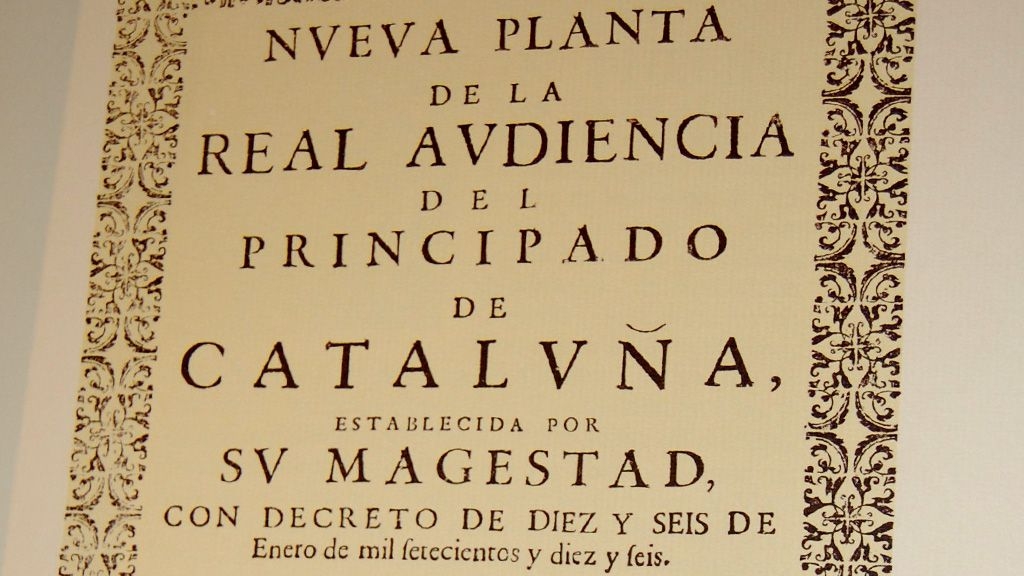 NVEVA PLANTA
DE LA
REAL AVDIENCIA
DEL
PRINCIPADO
DE
CATALVÑA,
ESTABLECIDA POR
SV MAGESTAD,
CON DECRETO DE DIEZ Y SEIS DE
Enero de mil ſetecientos y diez y ſeis.